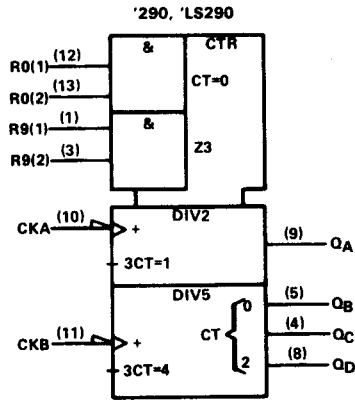 '290, 'LS290
& CTR
R0(1) (12)
CT=0
R0(2) (13)
R9(1) (1) &
Z3
R9(2) (3)
DIV2
CKA (10) +
(9) QA
3CT=1
DIV5
0 (5) QB
CKB (11) + CT (4) QC
2 (8) QD
3CT=4